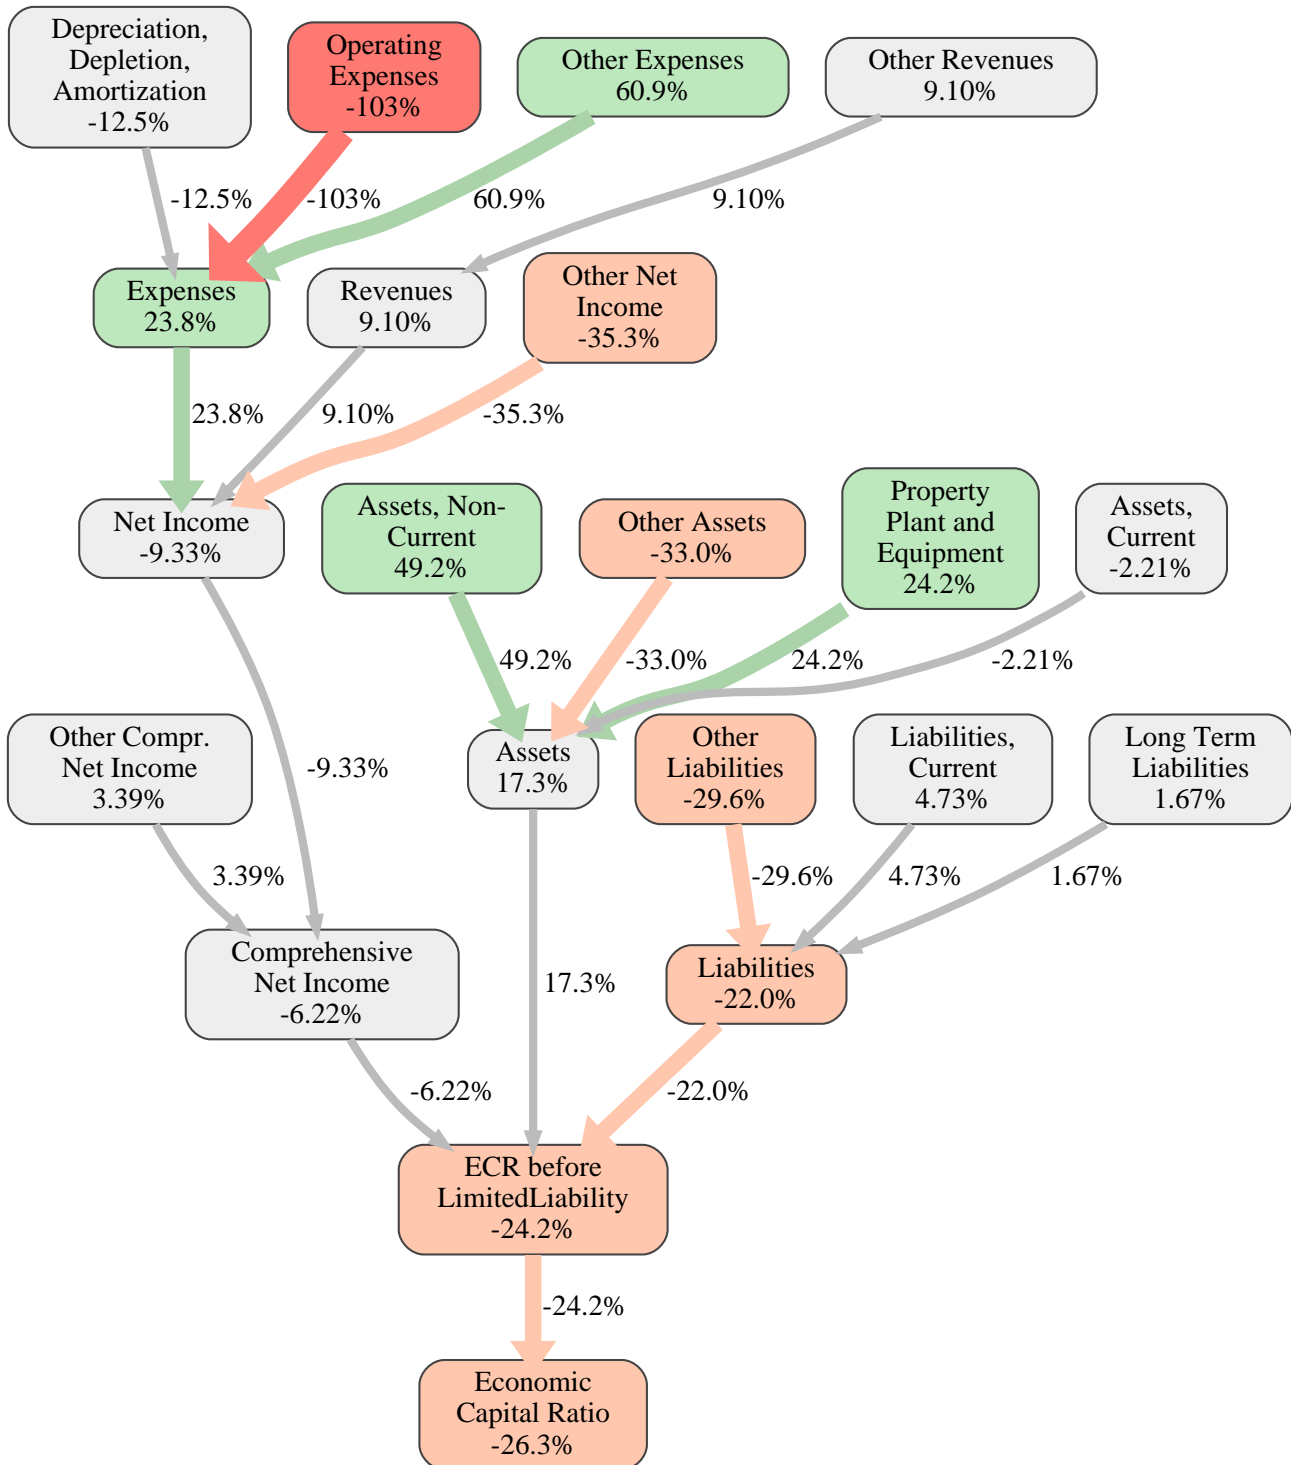 Depreciation,
Depletion,
Amortization
-12.5%
Operating
Expenses
-103%
Other Expenses
60.9%
Other Revenues
9.10%
-12.5%
-103%
60.9%
9.10%
Expenses
23.8%
Revenues
9.10%
Other Net
Income
-35.3%
23.8%
9.10%
-35.3%
Net Income
-9.33%
Assets, Non-
Current
49.2%
Other Assets
-33.0%
Property
Plant and
Equipment
24.2%
Assets,
Current
-2.21%
49.2%
-33.0%
24.2%
-2.21%
Other Compr.
Net Income
3.39%
-9.33%
Assets
17.3%
Other
Liabilities
-29.6%
Liabilities,
Current
4.73%
Long Term
Liabilities
1.67%
3.39%
-29.6%
4.73%
1.67%
Comprehensive
Net Income
-6.22%
17.3%
Liabilities
-22.0%
-6.22%
-22.0%
ECR before
LimitedLiability
-24.2%
-24.2%
Economic
Capital Ratio
-26.3%